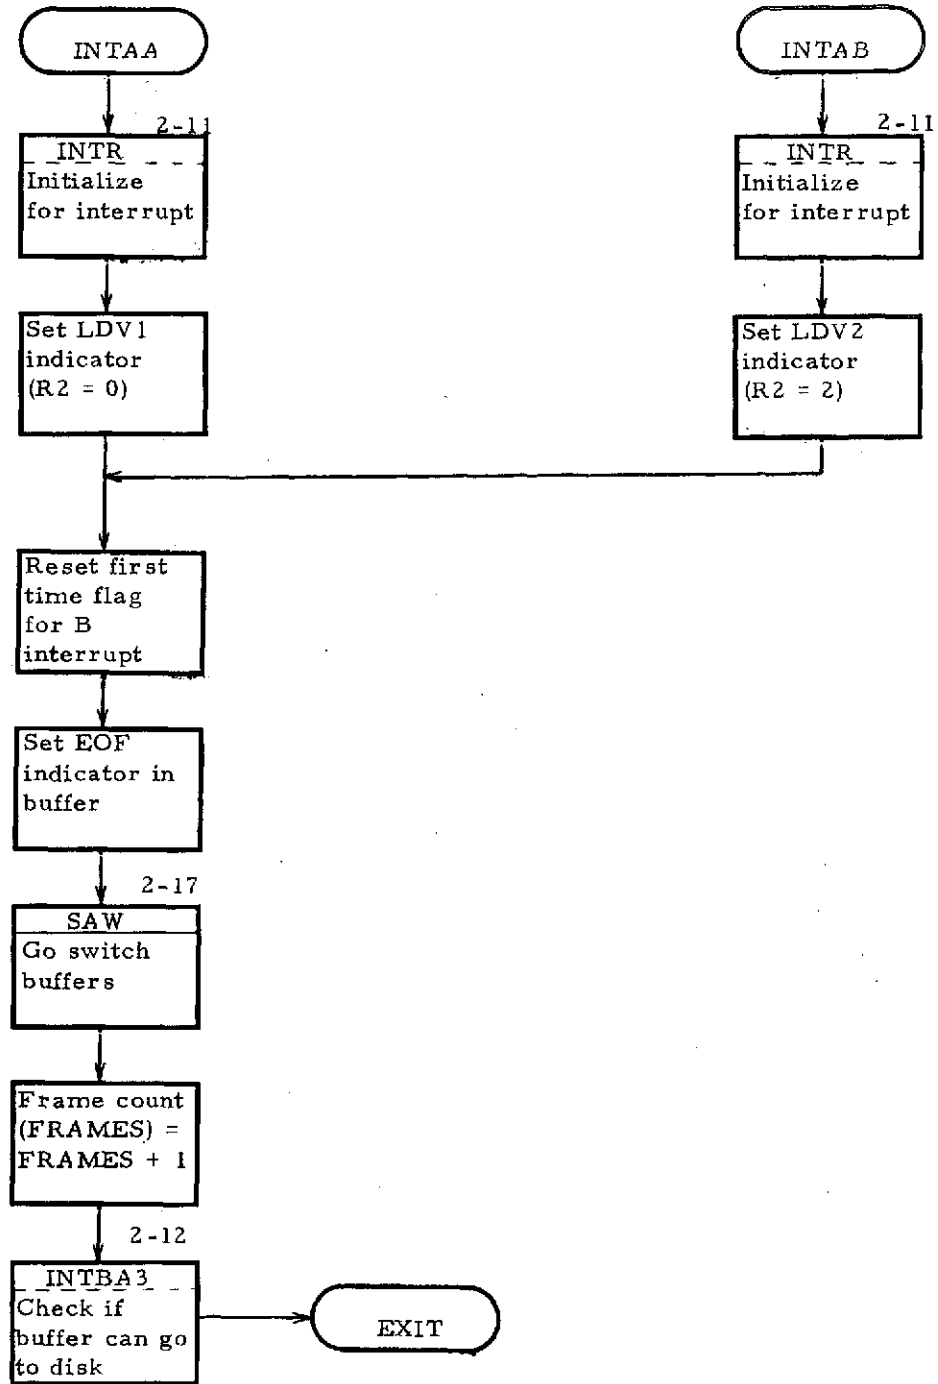 INTAA
INTAB
2-11
INTR
Initialize
for interrupt
2-11
INTR
Initialize
for interrupt
Set LDV1
indicator
(R2 = 0)
Set LDV2
indicator
(R2 = 2)
Reset first
time flag
for B
interrupt
Set EOF
indicator in
buffer
2-17
SAW
Go switch
buffers
Frame count
(FRAMES) =
FRAMES + 1
2-12
INTBA3
Check if
buffer can go
to disk
EXIT